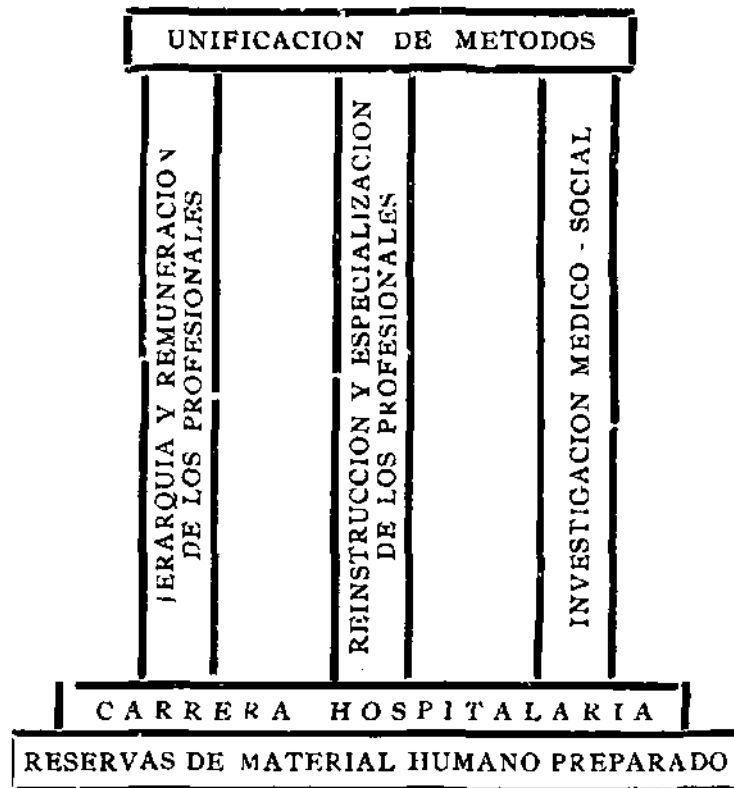 UNIFICACION DE METODOS
JERARQUIA Y REMUNERACION
DE LOS PROFESIONALES
REINSTRUCCION Y ESPECIALIZACION
DE LOS PROFESIONALES
INVESTIGACION MEDICO - SOCIAL
CARRERA HOSPITALARIA
RESERVAS DE MATERIAL HUMANO PREPARADO